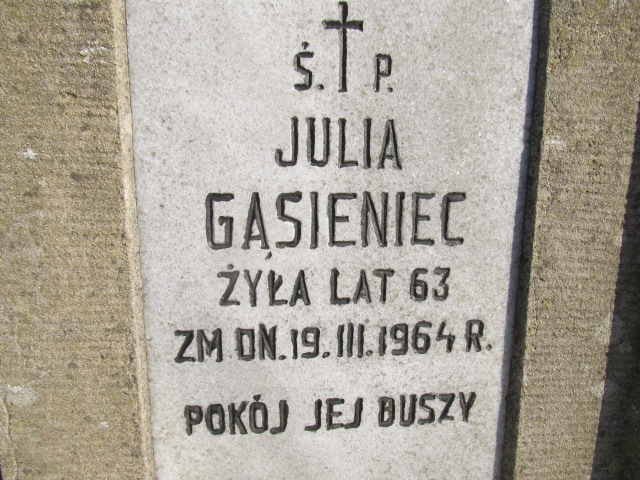 Ś. P.
JULIA
GĄSIENIEC
ŻYŁA LAT 63
ZM DN. 19. III. 1964 R.
POKÓJ JEJ DUSZY